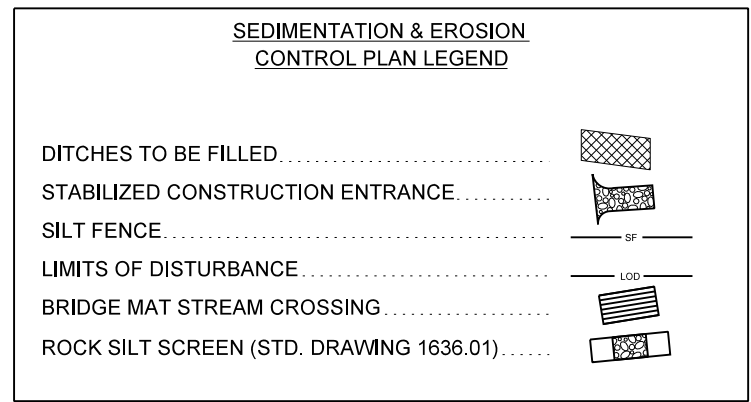 SEDIMENTATION & EROSION
CONTROL PLAN LEGEND
DITCHES TO BE FILLED
STABILIZED CONSTRUCTION ENTRANCE
SILT FENCE SF
LIMITS OF DISTURBANCE LOD
BRIDGE MAT STREAM CROSSING
ROCK SILT SCREEN (STD. DRAWING 1636.01)